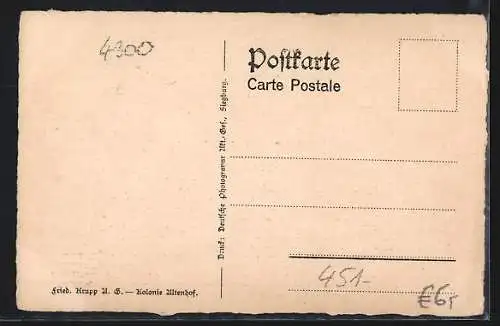 4300
Postkarte
Carte Postale
Druck: Deutsche Photogravur Akt.-Ges., Siegburg.
451-
€6,-
Fried. Krupp A. G. — Kolonie Altenhof.